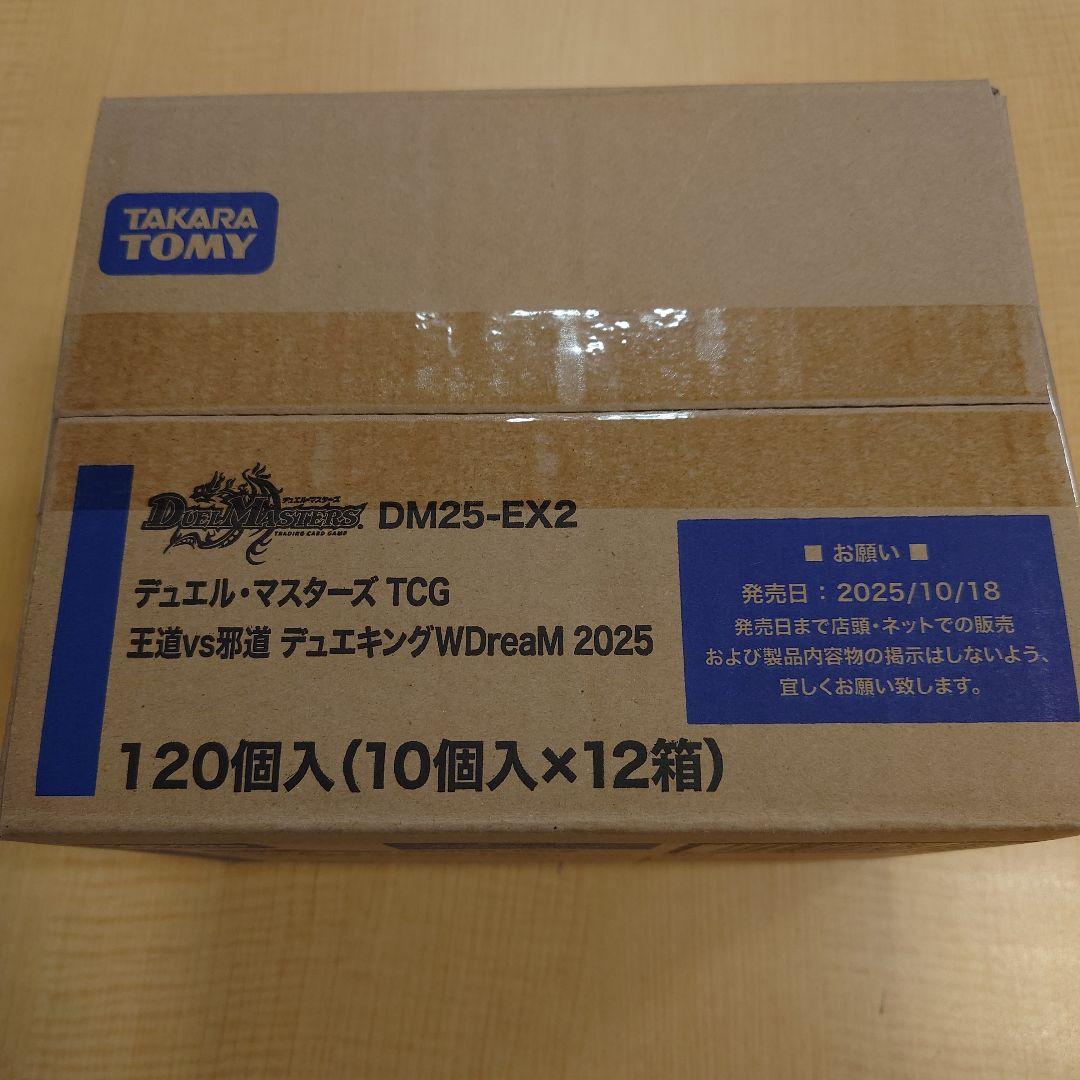 TAKARA
TOMY
デュエル・マスターズ
DUEL MASTERS
TRADING CARD GAME
DM25-EX2
デュエル・マスターズ TCG
王道vs邪道 デュエキングWDreaM 2025
120個入(10個入×12箱)
■ お願い ■
発売日：2025/10/18
発売日まで店頭・ネットでの販売
および製品内容物の掲示はしないよう、
宜しくお願い致します。